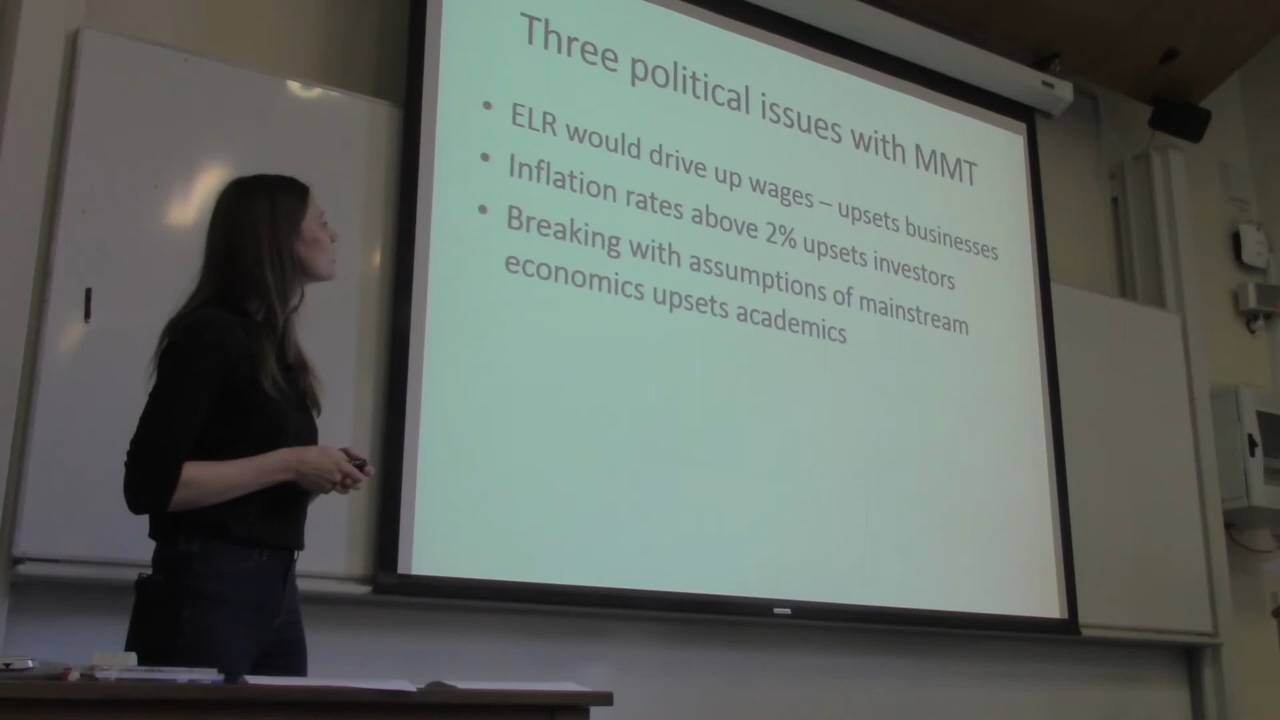 Three political issues with MMT
• ELR would drive up wages – upsets businesses
• Inflation rates above 2% upsets investors
• Breaking with assumptions of mainstream
economics upsets academics